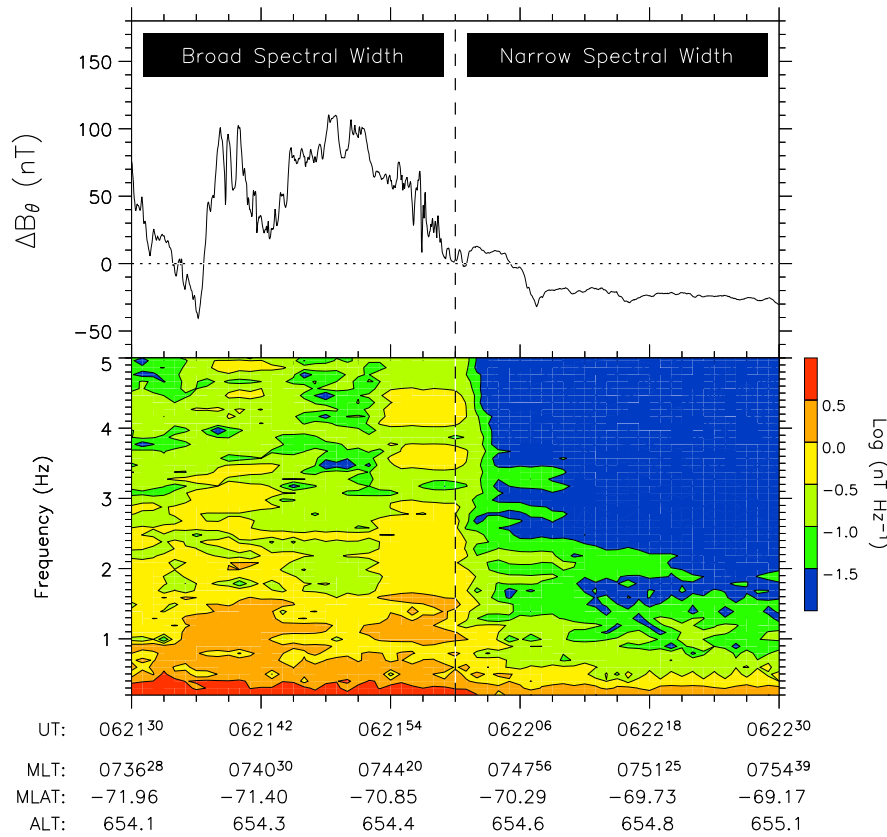 Broad Spectral Width
Narrow Spectral Width
150
100
50
0
−50
ΔBθ (nT)
5
4
3
2
1
Frequency (Hz)
0.5
0.0
−0.5
−1.0
−1.5
Log (nT Hz⁻¹)
UT: 0621³⁰ 0621⁴² 0621⁵⁴ 0622⁰⁶ 0622¹⁸ 0622³⁰
MLT: 0736²⁸ 0740³⁰ 0744²⁰ 0747⁵⁶ 0751²⁵ 0754³⁹
MLAT: −71.96 −71.40 −70.85 −70.29 −69.73 −69.17
ALT: 654.1 654.3 654.4 654.6 654.8 655.1